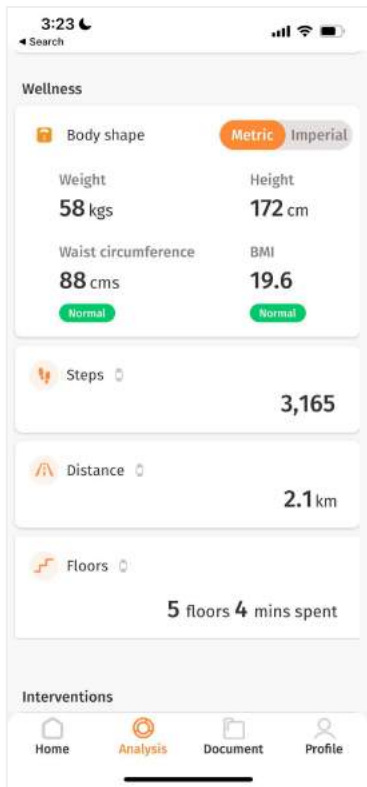 3:23
◀ Search
Wellness
Body shape
Metric Imperial
Weight Height
58 kgs 172 cm
Waist circumference BMI
88 cms 19.6
Normal Normal
Steps
3,165
Distance
2.1 km
Floors
5 floors 4 mins spent
Interventions
Home Analysis Document Profile